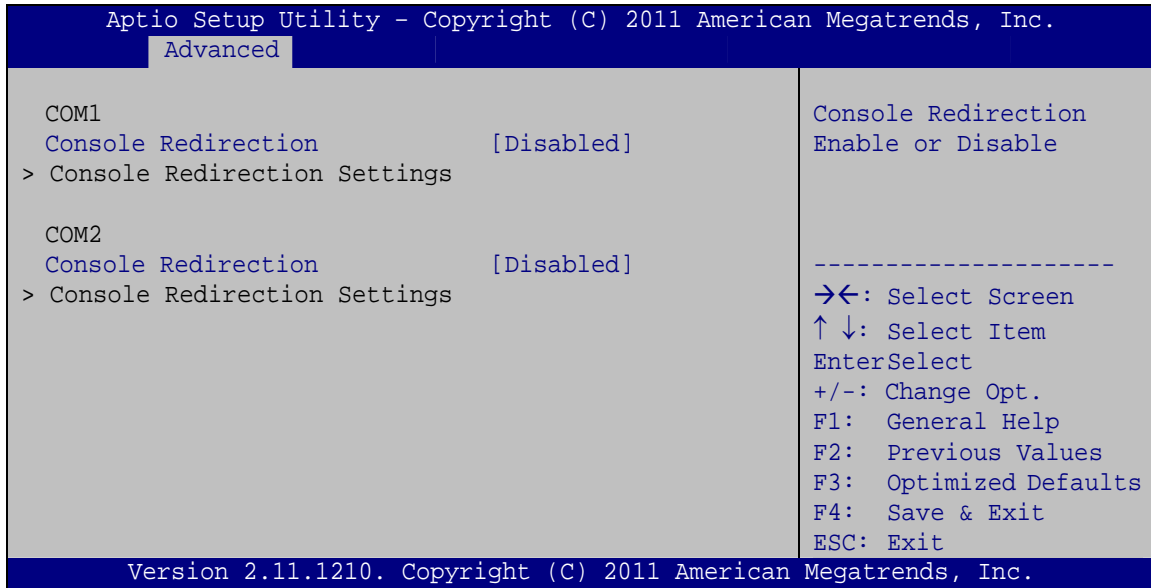 Aptio Setup Utility – Copyright (C) 2011 American Megatrends, Inc.
Advanced
COM1
Console Redirection [Disabled]
> Console Redirection Settings
COM2
Console Redirection [Disabled]
> Console Redirection Settings
Console Redirection
Enable or Disable
---------------------
→←: Select Screen
↑ ↓: Select Item
EnterSelect
+/-: Change Opt.
F1: General Help
F2: Previous Values
F3: Optimized Defaults
F4: Save & Exit
ESC: Exit
Version 2.11.1210. Copyright (C) 2011 American Megatrends, Inc.